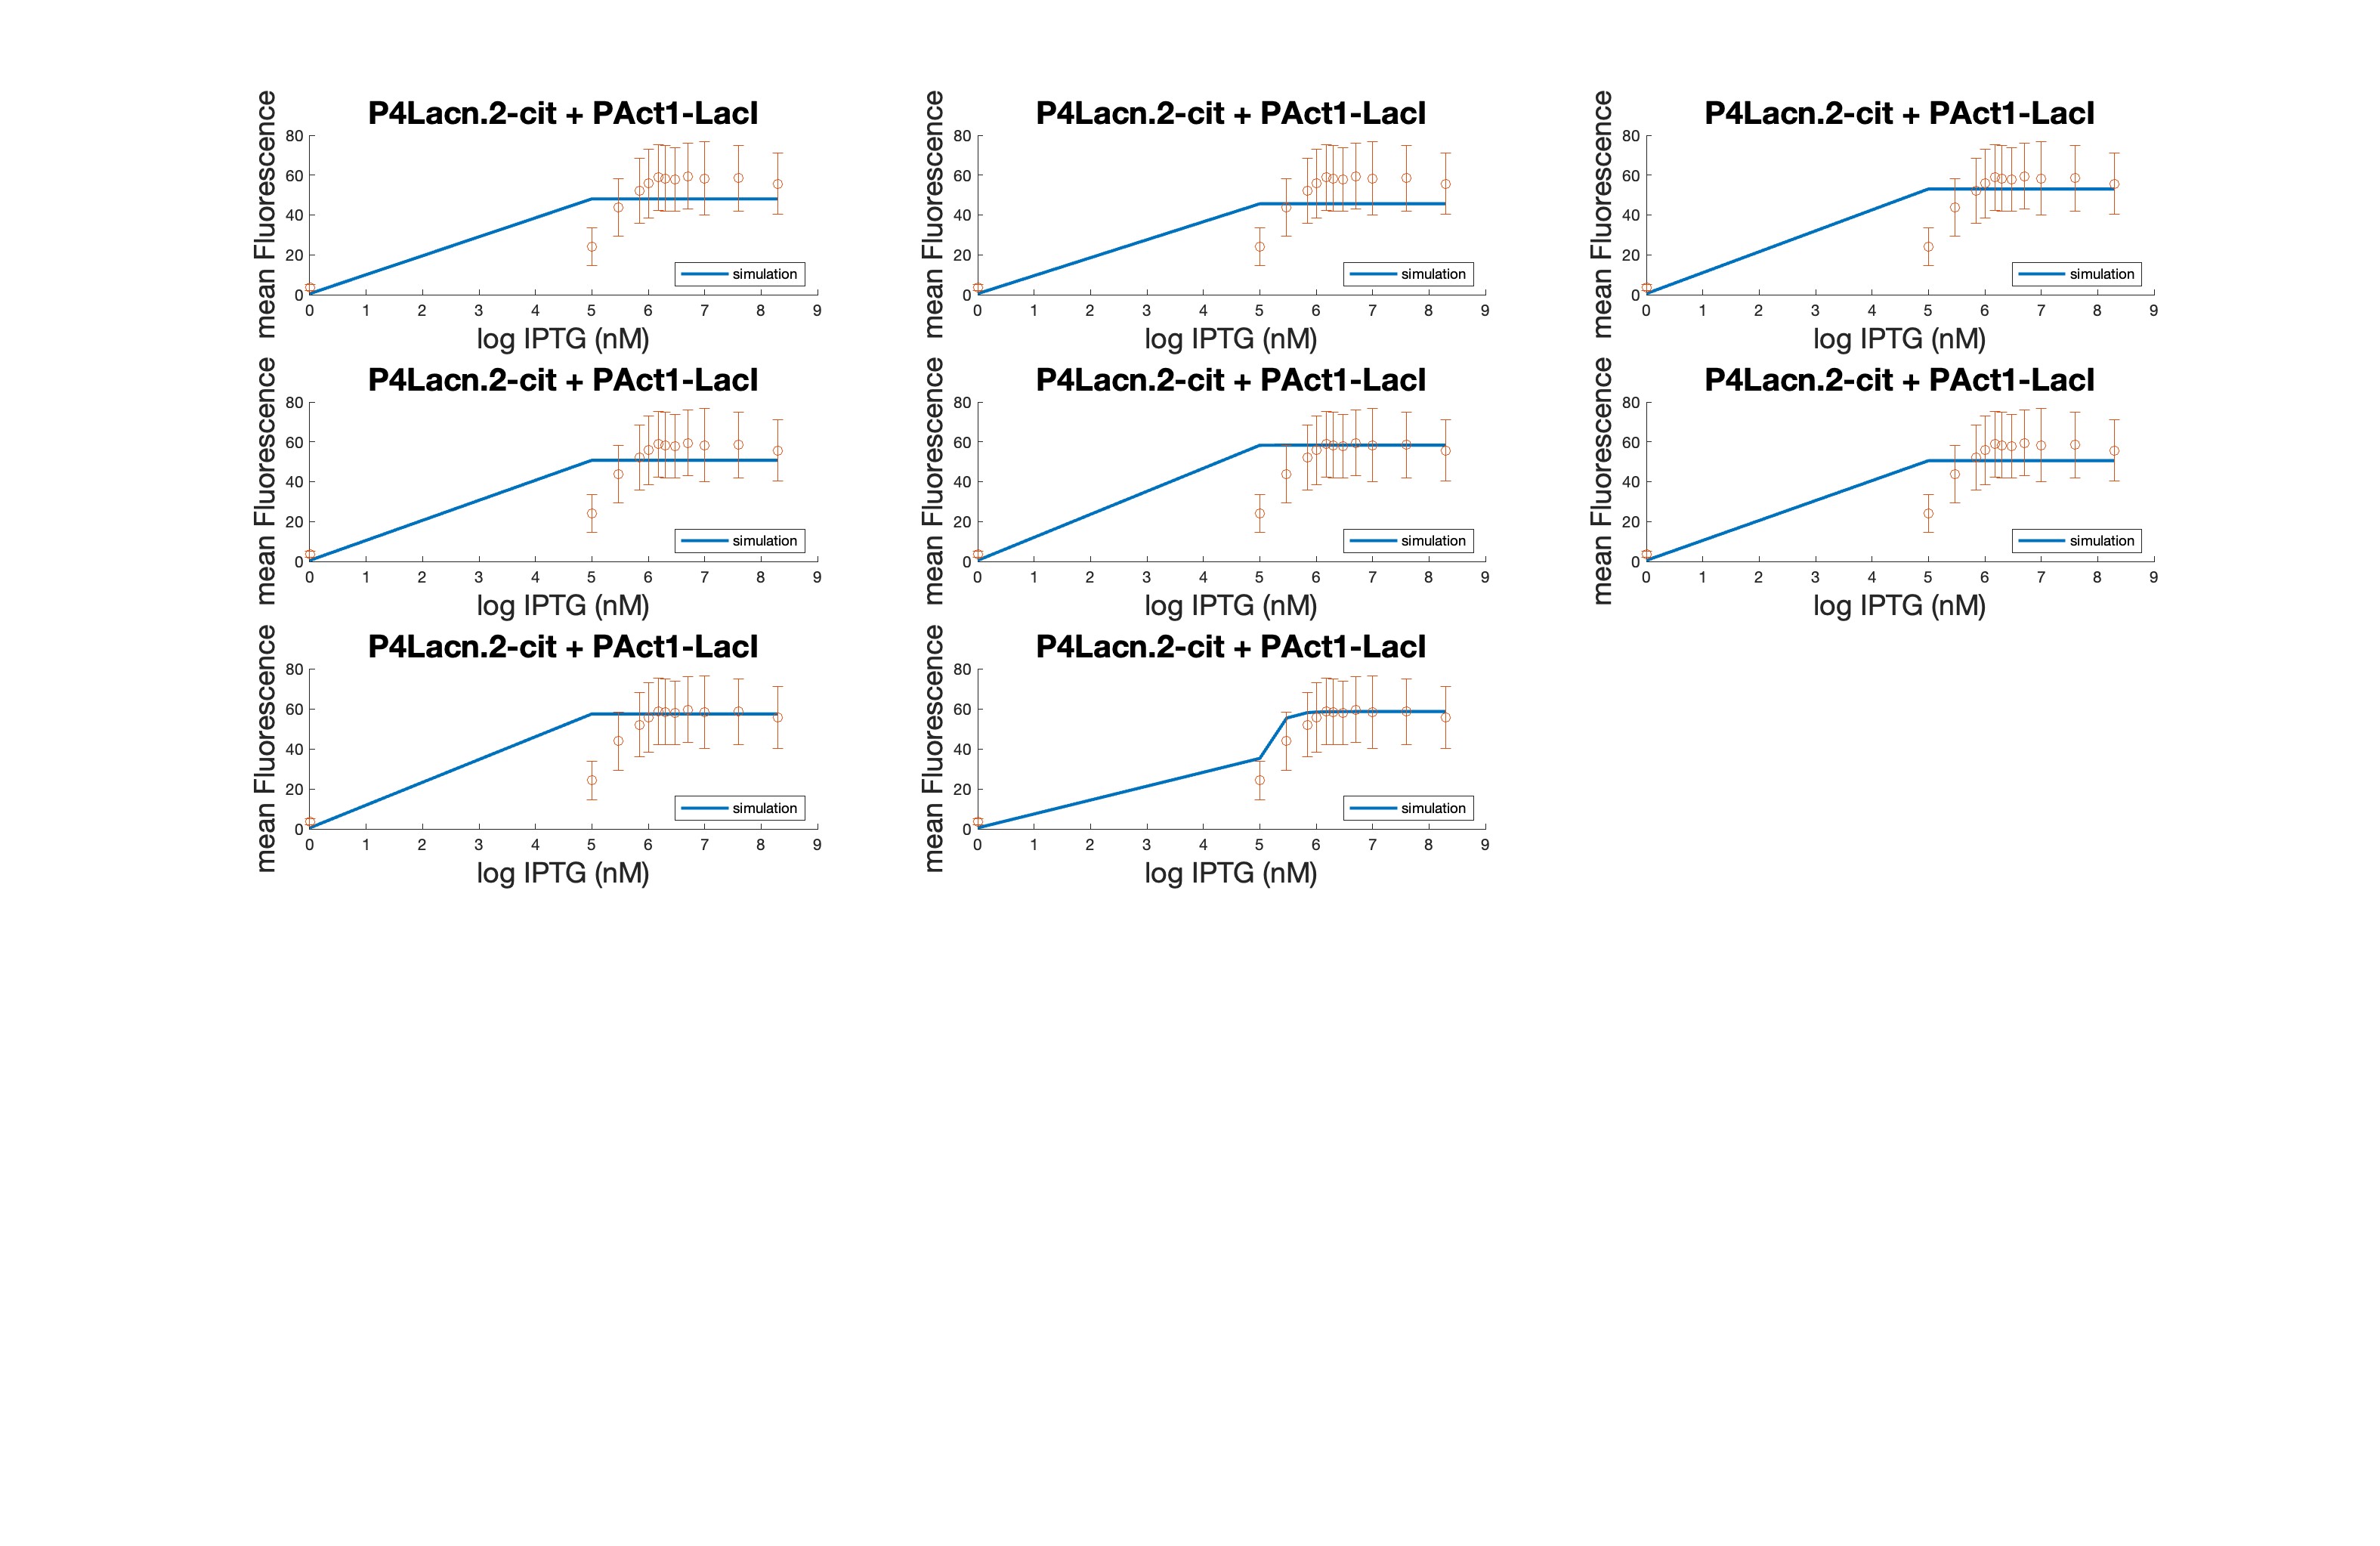 P4Lacn.2-cit + PAct1-LacI
mean Fluorescence
80
60
40
20
0
simulation
0 1 2 3 4 5 6 7 8 9
log IPTG (nM)
P4Lacn.2-cit + PAct1-LacI
mean Fluorescence
80
60
40
20
0
simulation
0 1 2 3 4 5 6 7 8 9
log IPTG (nM)
P4Lacn.2-cit + PAct1-LacI
mean Fluorescence
80
60
40
20
0
simulation
0 1 2 3 4 5 6 7 8 9
log IPTG (nM)
P4Lacn.2-cit + PAct1-LacI
mean Fluorescence
80
60
40
20
0
simulation
0 1 2 3 4 5 6 7 8 9
log IPTG (nM)
P4Lacn.2-cit + PAct1-LacI
mean Fluorescence
80
60
40
20
0
simulation
0 1 2 3 4 5 6 7 8 9
log IPTG (nM)
P4Lacn.2-cit + PAct1-LacI
mean Fluorescence
80
60
40
20
0
simulation
0 1 2 3 4 5 6 7 8 9
log IPTG (nM)
P4Lacn.2-cit + PAct1-LacI
mean Fluorescence
80
60
40
20
0
simulation
0 1 2 3 4 5 6 7 8 9
log IPTG (nM)
P4Lacn.2-cit + PAct1-LacI
mean Fluorescence
80
60
40
20
0
simulation
0 1 2 3 4 5 6 7 8 9
log IPTG (nM)